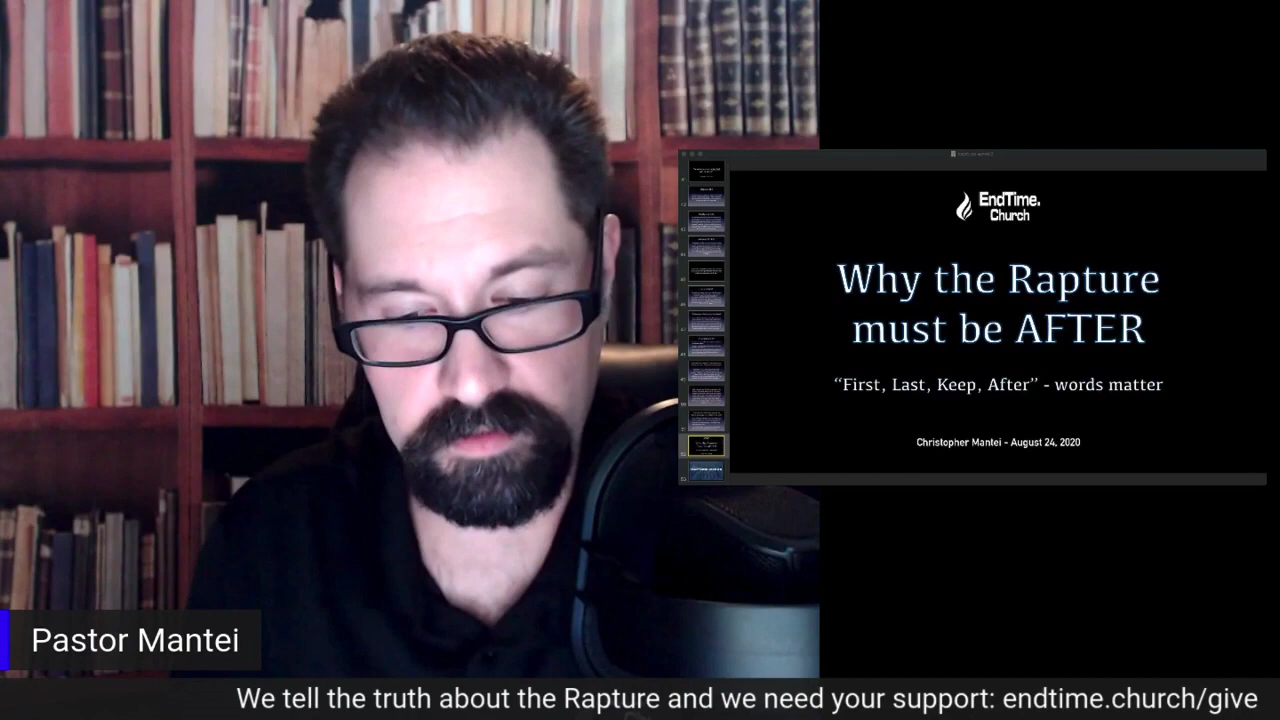 EndTime.
Church
Why the Rapture
must be AFTER
“First, Last, Keep, After” - words matter
Christopher Mantei - August 24, 2020
Pastor Mantei
We tell the truth about the Rapture and we need your support: endtime.church/give